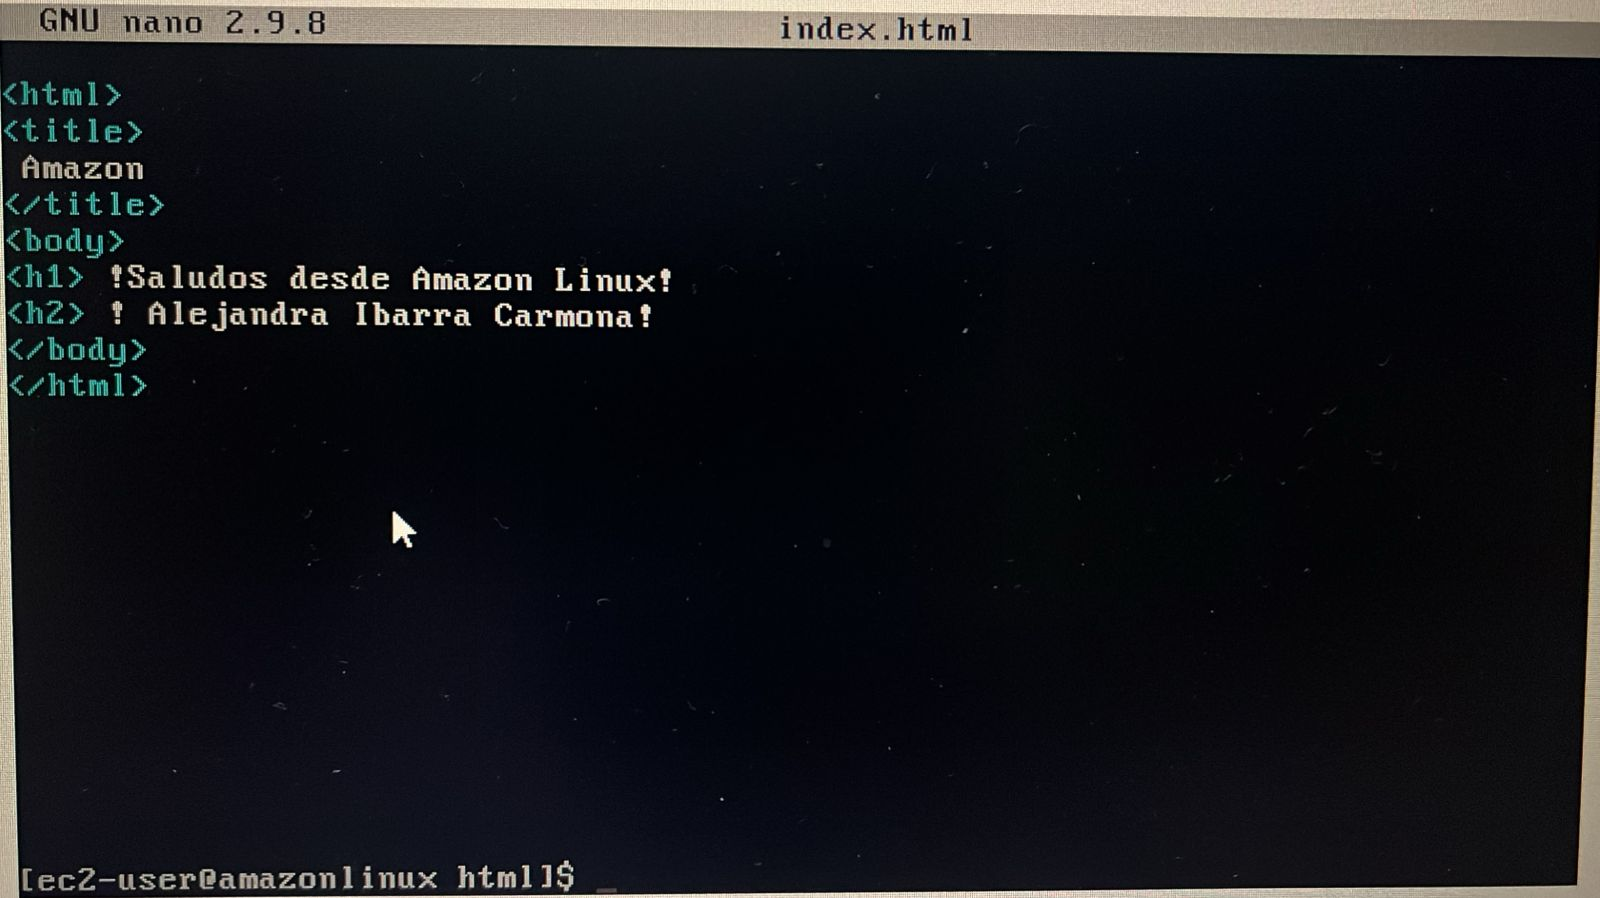 GNU nano 2.9.8 index.html
<html>
<title>
Amazon
</title>
<body>
<h1> !Saludos desde Amazon Linux!
<h2> ! Alejandra Ibarra Carmona!
</body>
</html>
[ec2-user@amazonlinux html]$